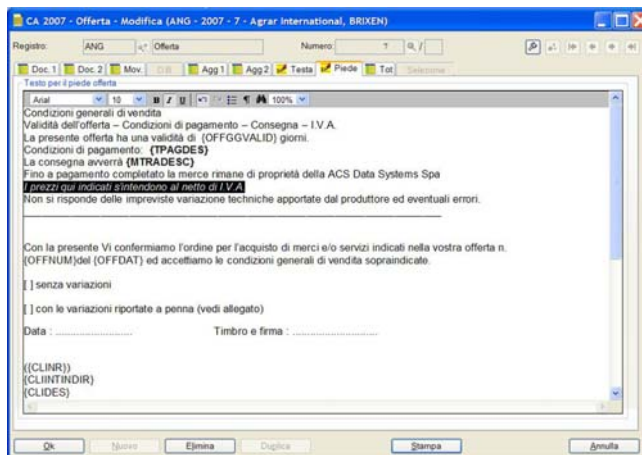 CA 2007 - Offerta - Modifica (ANG - 2007 - 7 - Agrar International, BRIXEN)
Registro: ANG Offerta Numero: 7 /
Doc. 1 Doc. 2 Mov. D.B. Agg 1 Agg 2 Testa Piede Tot Selezione
Testo per il piede offerta
Arial 10 B I U 100%
Condizioni generali di vendita
Validità dell'offerta – Condizioni di pagamento – Consegna – I.V.A.
La presente offerta ha una validità di {OFFGGVALID} giorni.
Condizioni di pagamento: {TPAGDES}
La consegna avverrà {MTRADESC}
Fino a pagamento completato la merce rimane di proprietà della ACS Data Systems Spa
I prezzi qui indicati s'intendono al netto di I.V.A.
Non si risponde delle impreviste variazione techniche apportate dal produttore ed eventuali errori.
Con la presente Vi confermiamo l'ordine per l'acquisto di merci e/o servizi indicati nella vostra offerta n.
{OFFNUM}del {OFFDAT} ed accettiamo le condizioni generali di vendita sopraindicate.
[ ] senza variazioni
[ ] con le variazioni riportate a penna (vedi allegato)
Data : ........................... Timbro e firma : ..............................
({CLINR})
{CLIINTINDIR}
{CLIDES}
Ok Nuovo Elimina Duplica Stampa Annulla